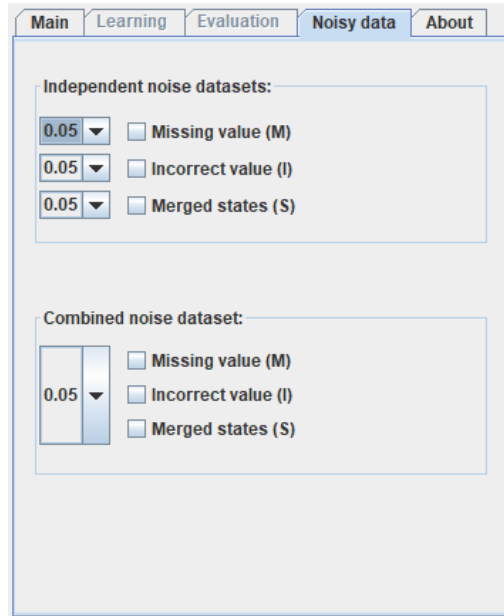 Main Learning Evaluation Noisy data About
Independent noise datasets:
0.05 Missing value (M)
0.05 Incorrect value (I)
0.05 Merged states (S)
Combined noise dataset:
Missing value (M)
0.05 Incorrect value (I)
Merged states (S)